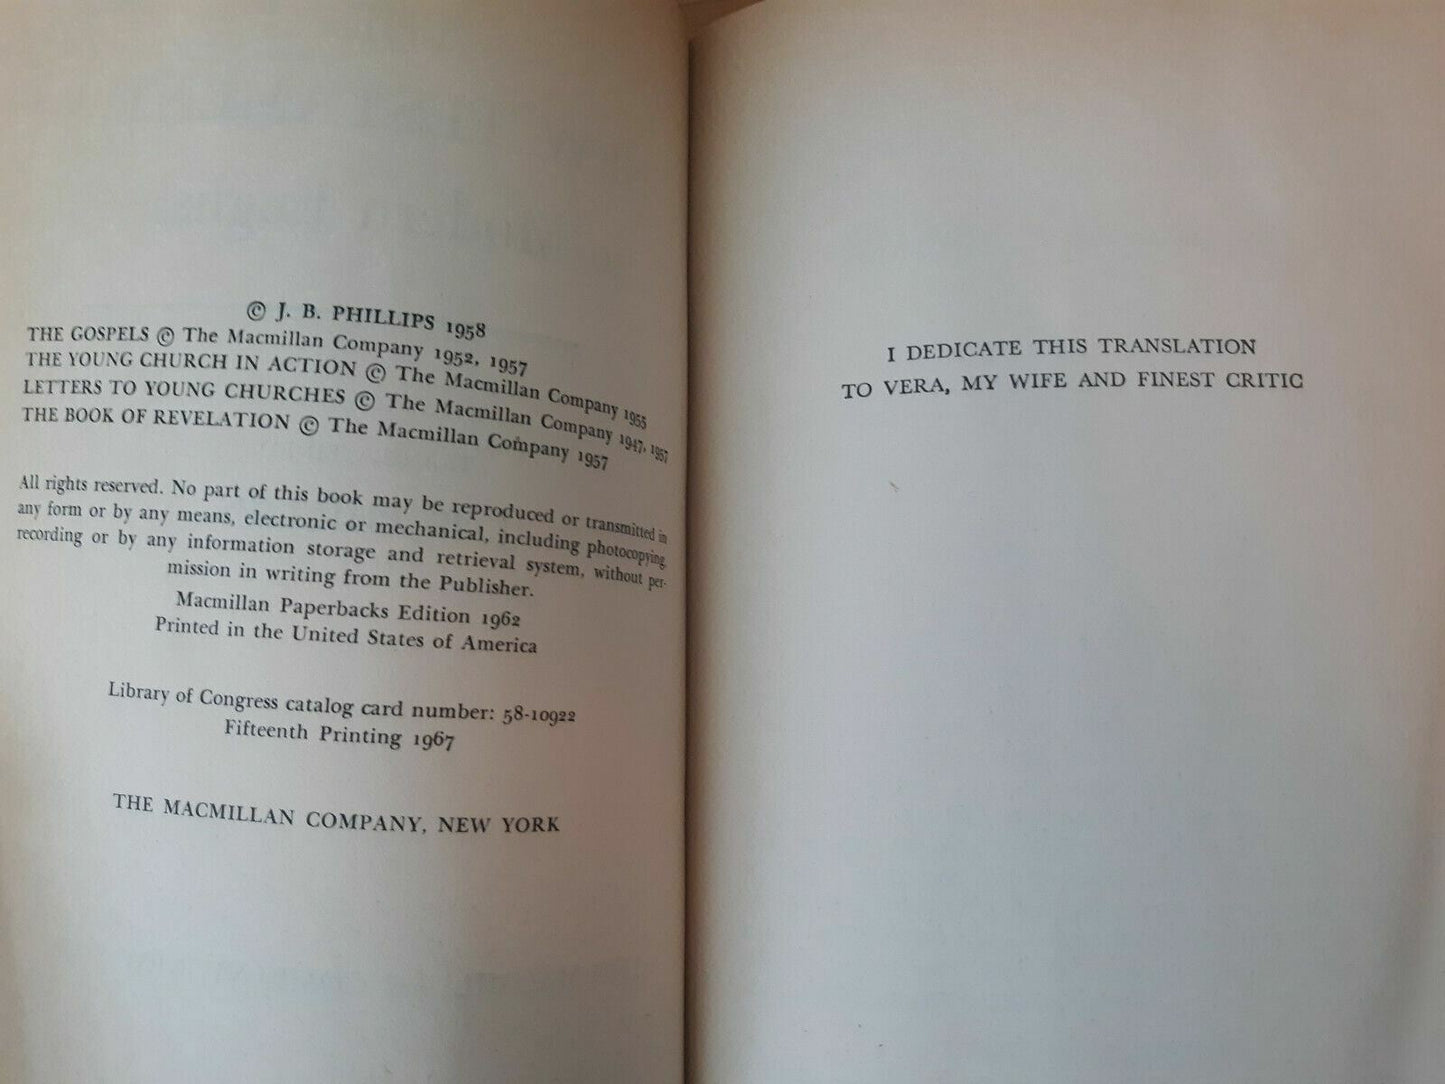 © J. B. PHILLIPS 1958
THE GOSPELS © The Macmillan Company 1952, 1957
THE YOUNG CHURCH IN ACTION © The Macmillan Company 1955
LETTERS TO YOUNG CHURCHES © The Macmillan Company 1947, 1957
THE BOOK OF REVELATION © The Macmillan Company 1957
All rights reserved. No part of this book may be reproduced or transmitted in
any form or by any means, electronic or mechanical, including photocopying,
recording or by any information storage and retrieval system, without per-
mission in writing from the Publisher.
Macmillan Paperbacks Edition 1962
Printed in the United States of America
Library of Congress catalog card number: 58-10922
Fifteenth Printing 1967
THE MACMILLAN COMPANY, NEW YORK
I DEDICATE THIS TRANSLATION
TO VERA, MY WIFE AND FINEST CRITIC